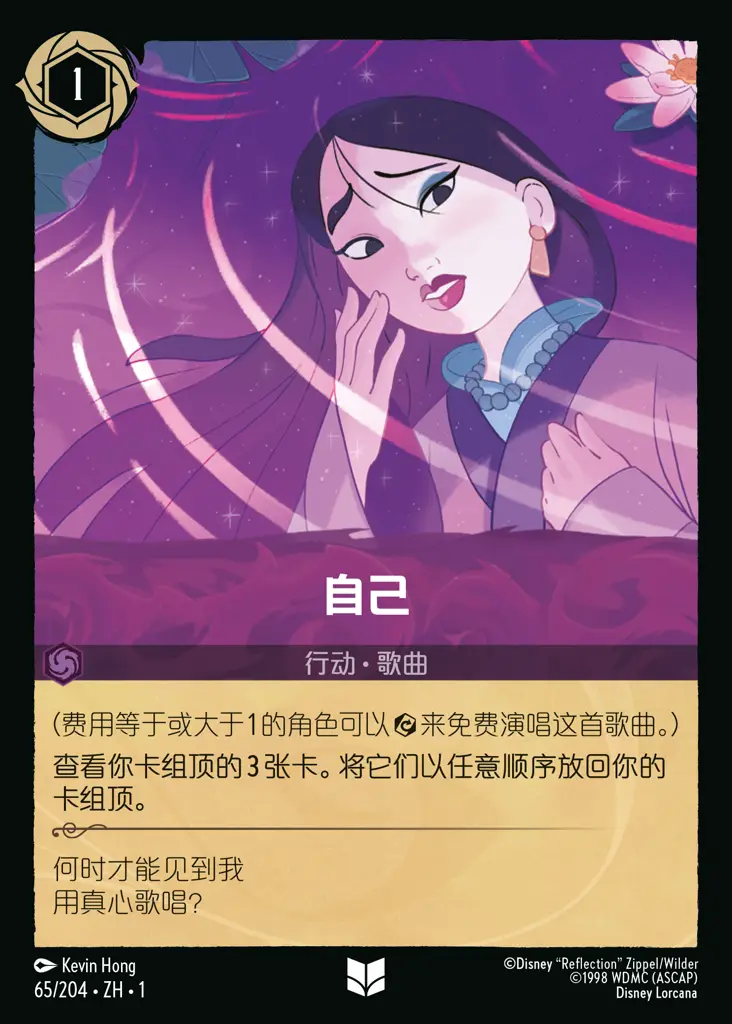 1
自己
行动 • 歌曲
（费用等于或大于1的角色可以来免费演唱这首歌曲。）
查看你卡组顶的3张卡。将它们以任意顺序放回你的
卡组顶。
何时才能见到我
用真心歌唱？
Kevin Hong
65/204 • ZH • 1
©Disney “Reflection” Zippel/Wilder
©1998 WDMC (ASCAP)
Disney Lorcana